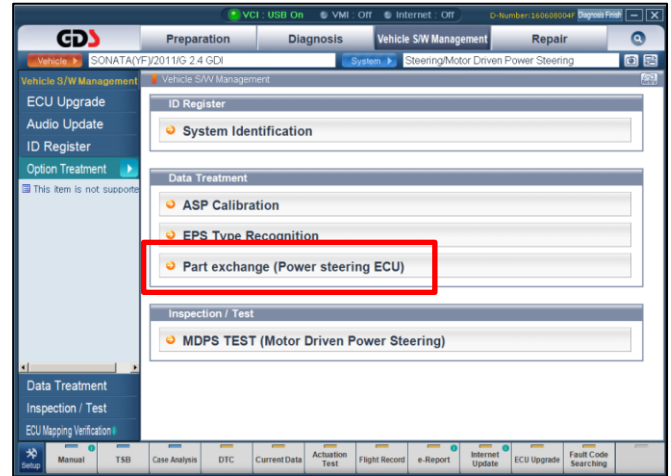 VCI : USB On VMI : Off Internet : Off D-Number:160608004F Diagnosis Finish
GDS Preparation Diagnosis Vehicle S/W Management Repair
Vehicle SONATA(YF)/2011/G 2.4 GDI System Steering/Motor Driven Power Steering
Vehicle S/W Management
Vehicle S/W Management
ECU Upgrade
Audio Update
ID Register
Option Treatment
This item is not supporte
ID Register
System Identification
Data Treatment
ASP Calibration
EPS Type Recognition
Part exchange (Power steering ECU)
Inspection / Test
MDPS TEST (Motor Driven Power Steering)
Data Treatment
Inspection / Test
ECU Mapping Verification
Setup Manual TSB Case Analysis DTC Current Data Actuation Test Flight Record e-Report Internet Update ECU Upgrade Fault Code Searching